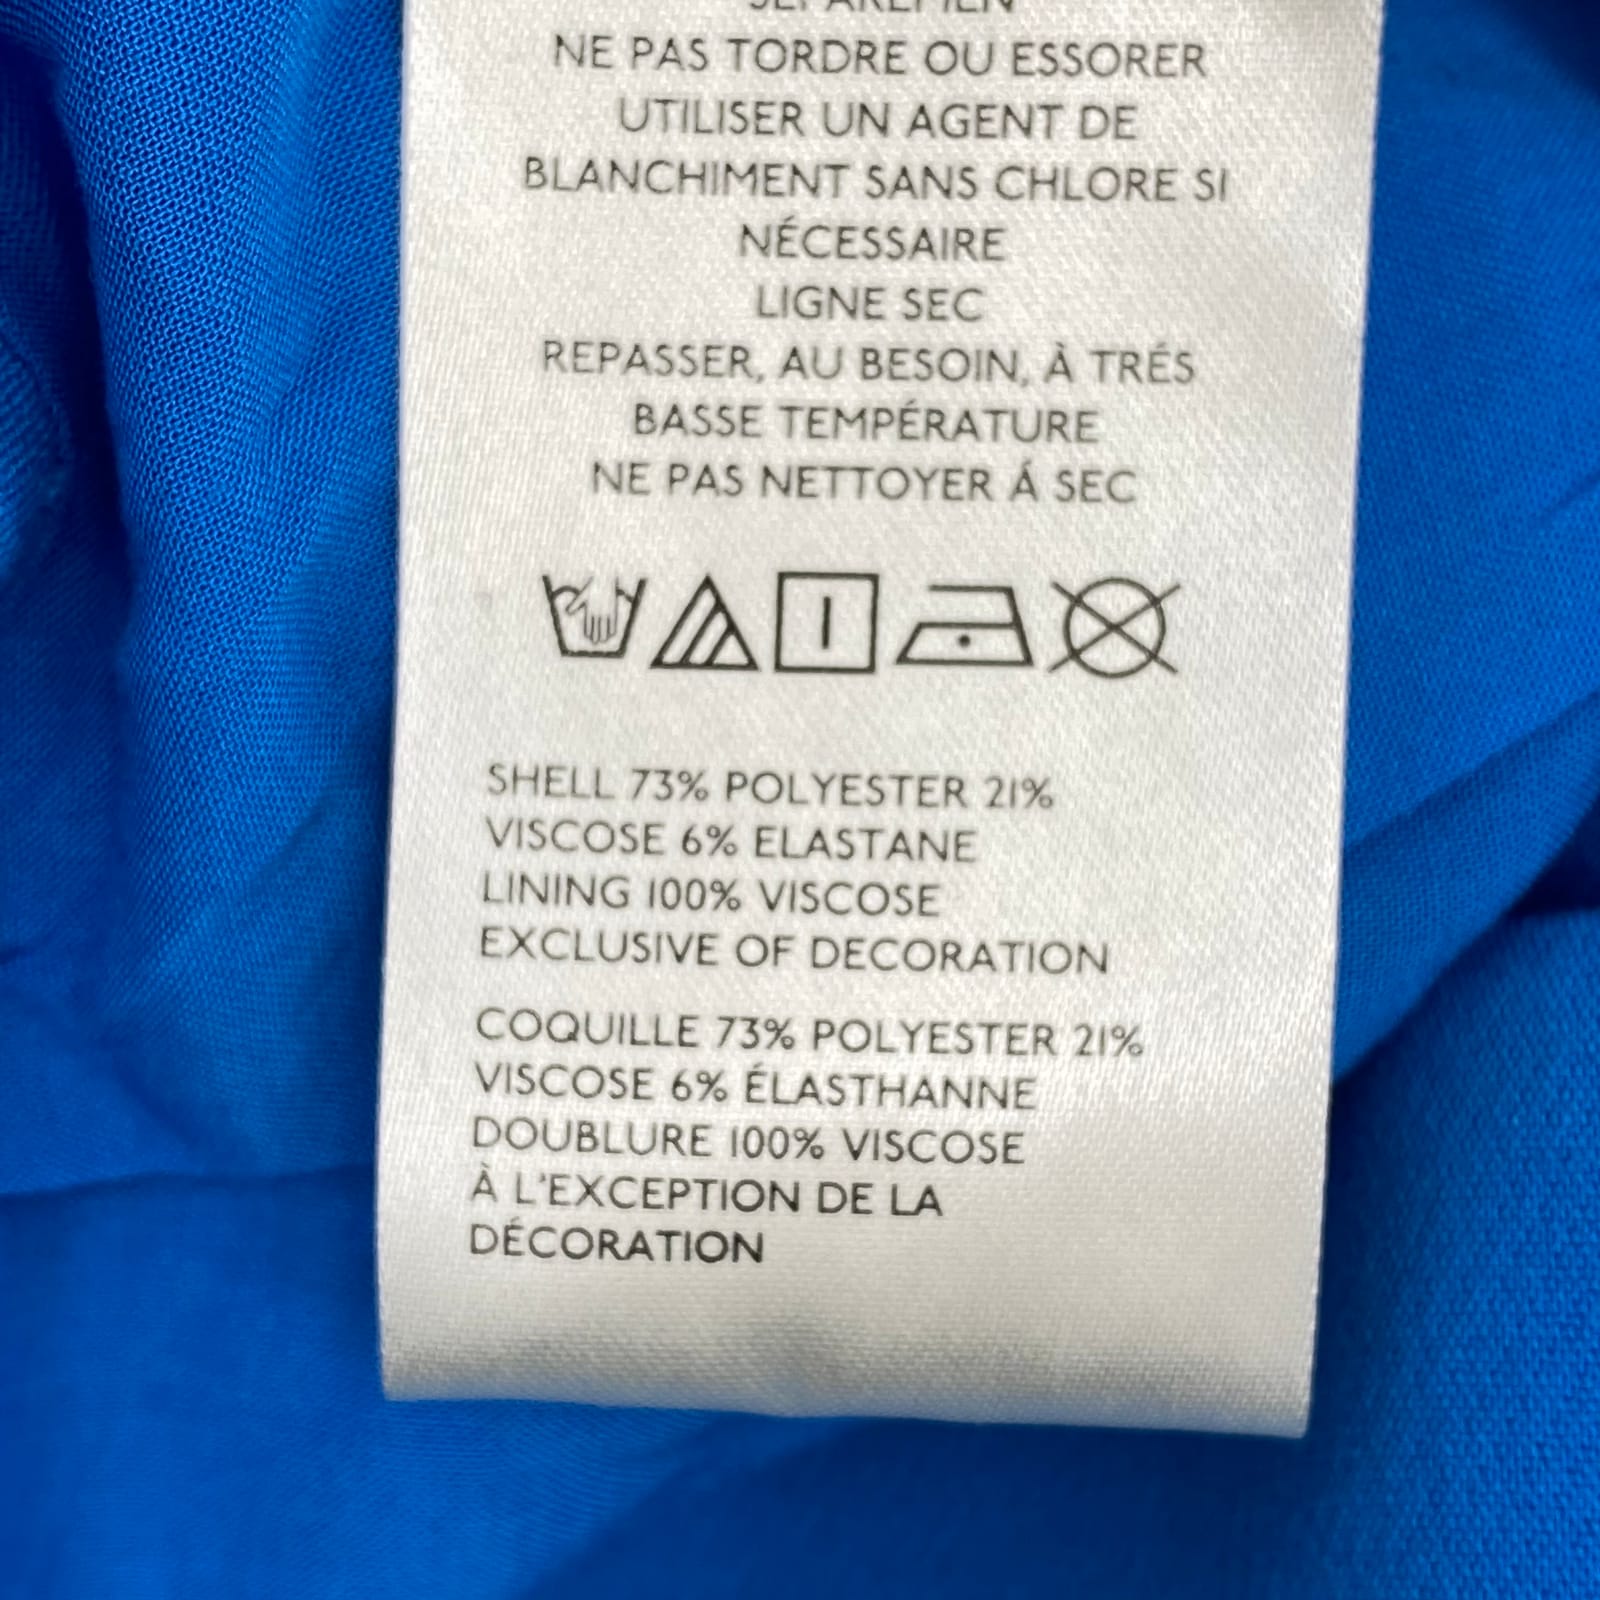 NE PAS TORDRE OU ESSORER
UTILISER UN AGENT DE
BLANCHIMENT SANS CHLORE SI
NÉCESSAIRE
LIGNE SEC
REPASSER, AU BESOIN, À TRÉS
BASSE TEMPÉRATURE
NE PAS NETTOYER Á SEC
SHELL 73% POLYESTER 21%
VISCOSE 6% ELASTANE
LINING 100% VISCOSE
EXCLUSIVE OF DECORATION
COQUILLE 73% POLYESTER 21%
VISCOSE 6% ÉLASTHANNE
DOUBLURE 100% VISCOSE
À L'EXCEPTION DE LA
DÉCORATION